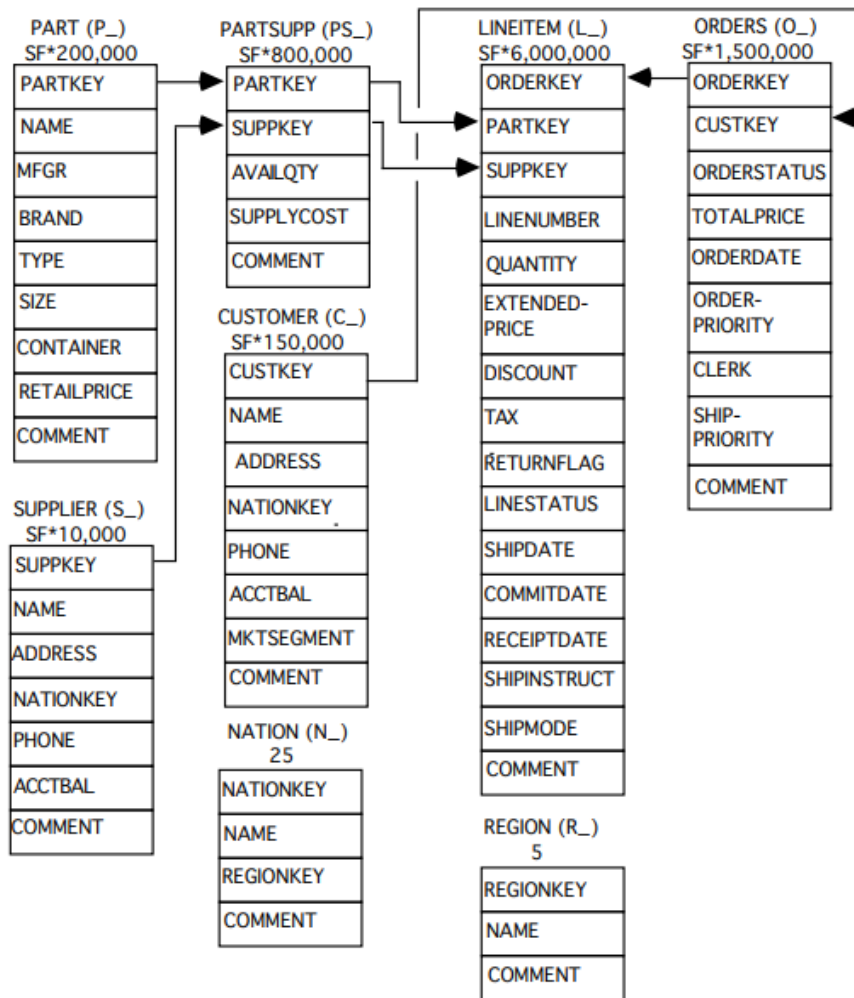 PART (P_)
SF*200,000
PARTKEY
NAME
MFGR
BRAND
TYPE
SIZE
CONTAINER
RETAILPRICE
COMMENT
SUPPLIER (S_)
SF*10,000
SUPPKEY
NAME
ADDRESS
NATIONKEY
PHONE
ACCTBAL
COMMENT
PARTSUPP (PS_)
SF*800,000
PARTKEY
SUPPKEY
AVAILQTY
SUPPLYCOST
COMMENT
CUSTOMER (C_)
SF*150,000
CUSTKEY
NAME
ADDRESS
NATIONKEY
PHONE
ACCTBAL
MKTSEGMENT
COMMENT
NATION (N_)
25
NATIONKEY
NAME
REGIONKEY
COMMENT
LINEITEM (L_)
SF*6,000,000
ORDERKEY
PARTKEY
SUPPKEY
LINENUMBER
QUANTITY
EXTENDED-
PRICE
DISCOUNT
TAX
RETURNFLAG
LINESTATUS
SHIPDATE
COMMITDATE
RECEIPTDATE
SHIPINSTRUCT
SHIPMODE
COMMENT
REGION (R_)
5
REGIONKEY
NAME
COMMENT
ORDERS (O_)
SF*1,500,000
ORDERKEY
CUSTKEY
ORDERSTATUS
TOTALPRICE
ORDERDATE
ORDER-
PRIORITY
CLERK
SHIP-
PRIORITY
COMMENT